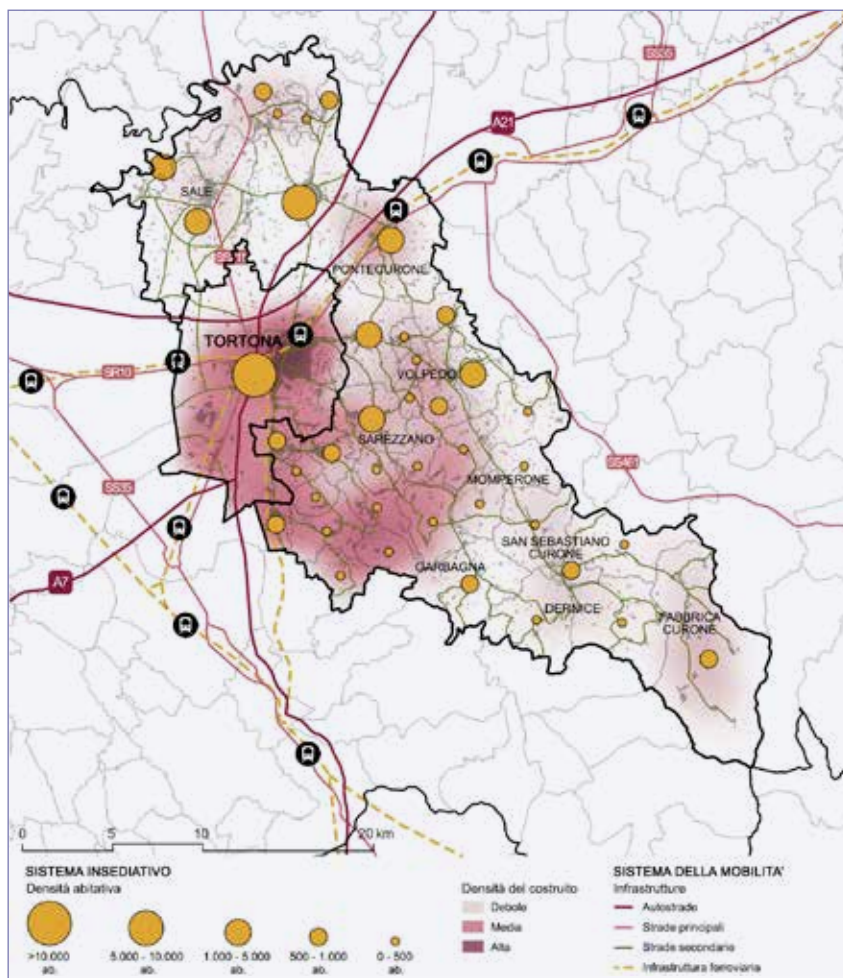 SS35
A21
SALE
SS211
PONTECURONE
TORTONA
SR10
VOLPEDO
SAREZZANO
MOMPERONE
SS35
SS461
SAN SEBASTIANO
CURONE
GARBAGNA
A7
DERNICE
FABBRICA
CURONE
0 5 10 20 km
SISTEMA INSEDIATIVO
Densità abitativa
>10.000
ab.
5.000 - 10.000
ab.
1.000 - 5.000
ab.
500 - 1.000
ab.
0 - 500
ab.
Densità del costruito
Debole
Media
Alta
SISTEMA DELLA MOBILITA'
Infrastrutture
Autostrade
Strade principali
Strade secondarie
Infrastruttura ferroviaria